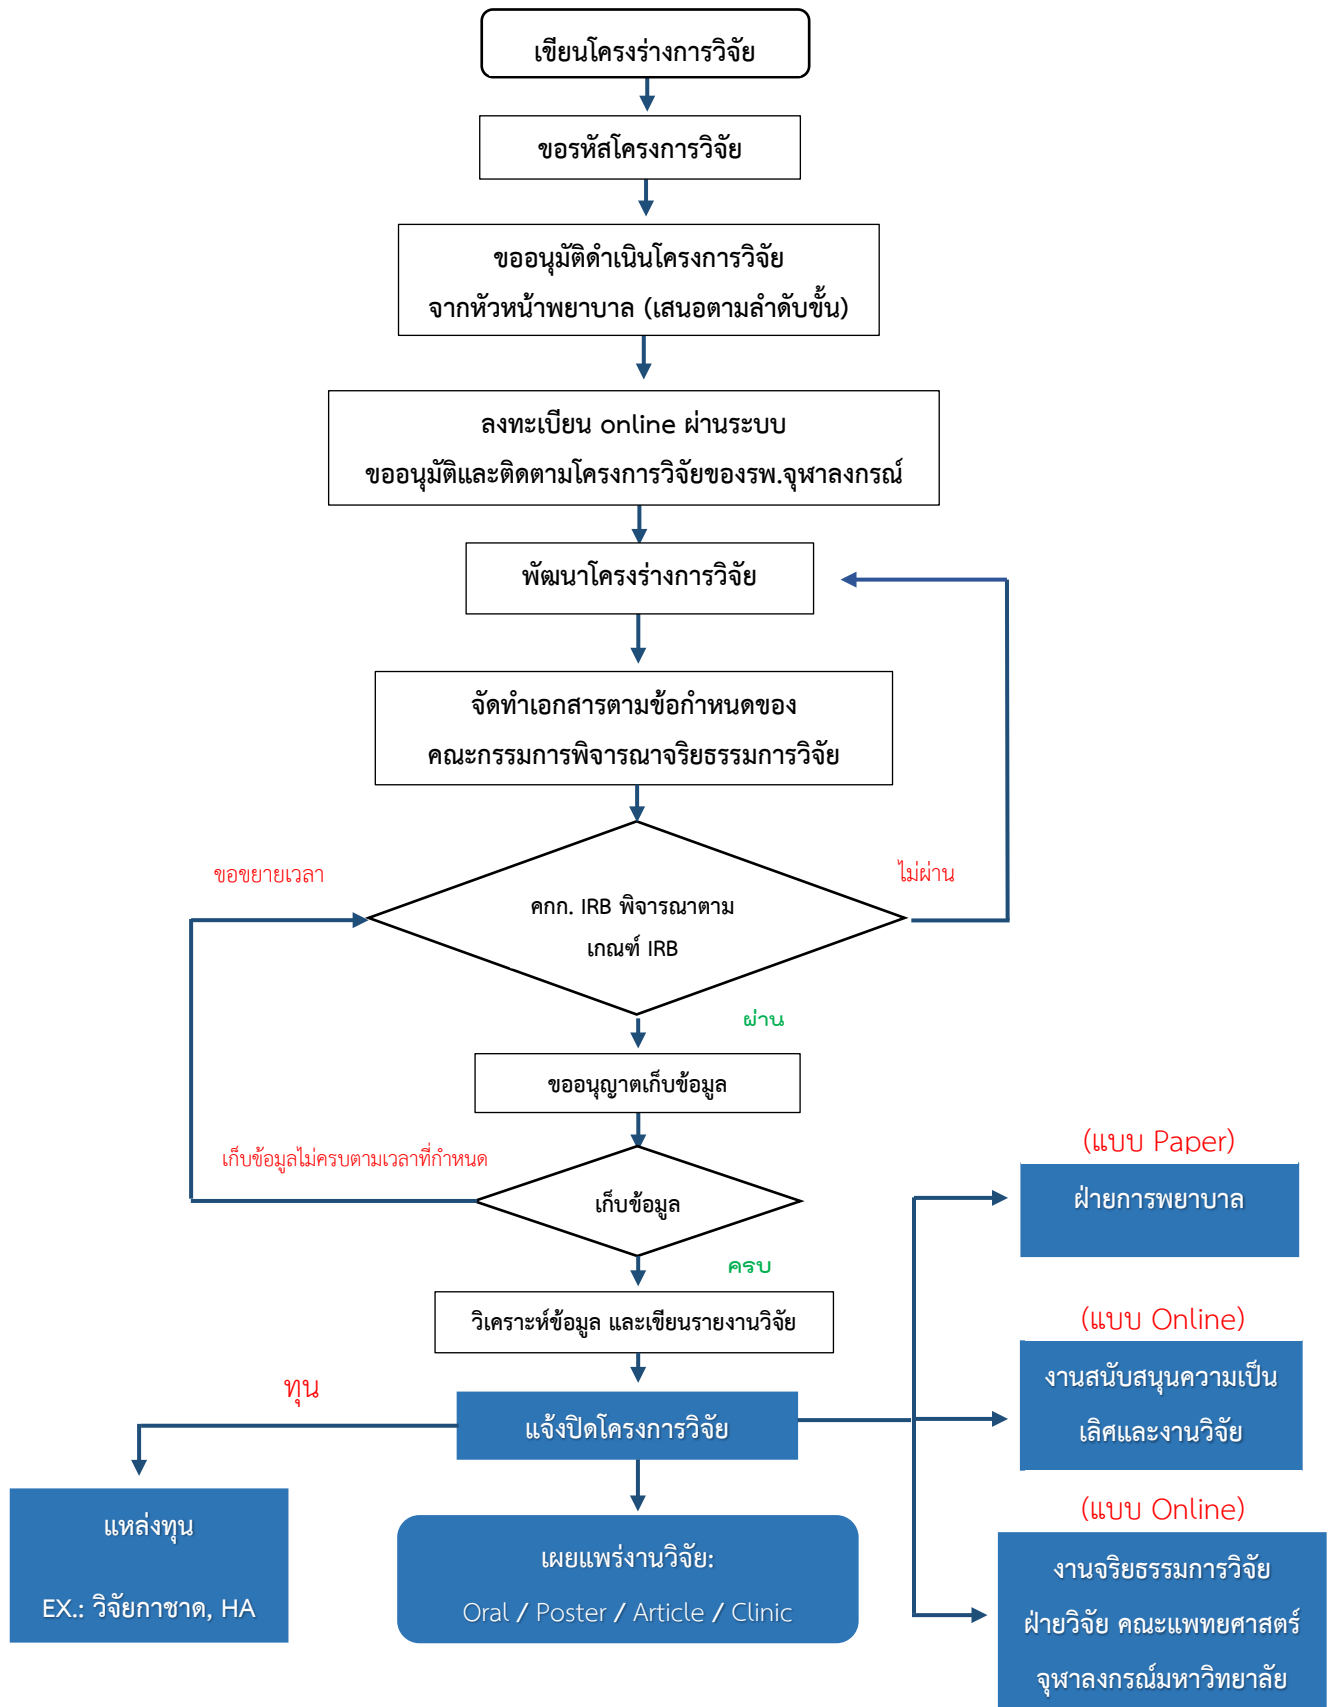 เขียนโครงร่างการวิจัย
ขอรหัสโครงการวิจัย
ขออนุมัติดำเนินโครงการวิจัย
จากหัวหน้าพยาบาล (เสนอตามลำดับขั้น)
ลงทะเบียน online ผ่านระบบ
ขออนุมัติและติดตามโครงการวิจัยของรพ.จุฬาลงกรณ์
พัฒนาโครงร่างการวิจัย
จัดทำเอกสารตามข้อกำหนดของ
คณะกรรมการพิจารณาจริยธรรมการวิจัย
ขอขยายเวลา
ไม่ผ่าน
คกก. IRB พิจารณาตาม
เกณฑ์ IRB
ผ่าน
ขออนุญาตเก็บข้อมูล
เก็บข้อมูลไม่ครบตามเวลาที่กำหนด
เก็บข้อมูล
ครบ
วิเคราะห์ข้อมูล และเขียนรายงานวิจัย
ทุน
แจ้งปิดโครงการวิจัย
(แบบ Paper)
ฝ่ายการพยาบาล
(แบบ Online)
งานสนับสนุนความเป็น
เลิศและงานวิจัย
(แบบ Online)
งานจริยธรรมการวิจัย
ฝ่ายวิจัย คณะแพทยศาสตร์
จุฬาลงกรณ์มหาวิทยาลัย
แหล่งทุน
EX.: วิจัยกาชาด, HA
เผยแพร่งานวิจัย:
Oral / Poster / Article / Clinic